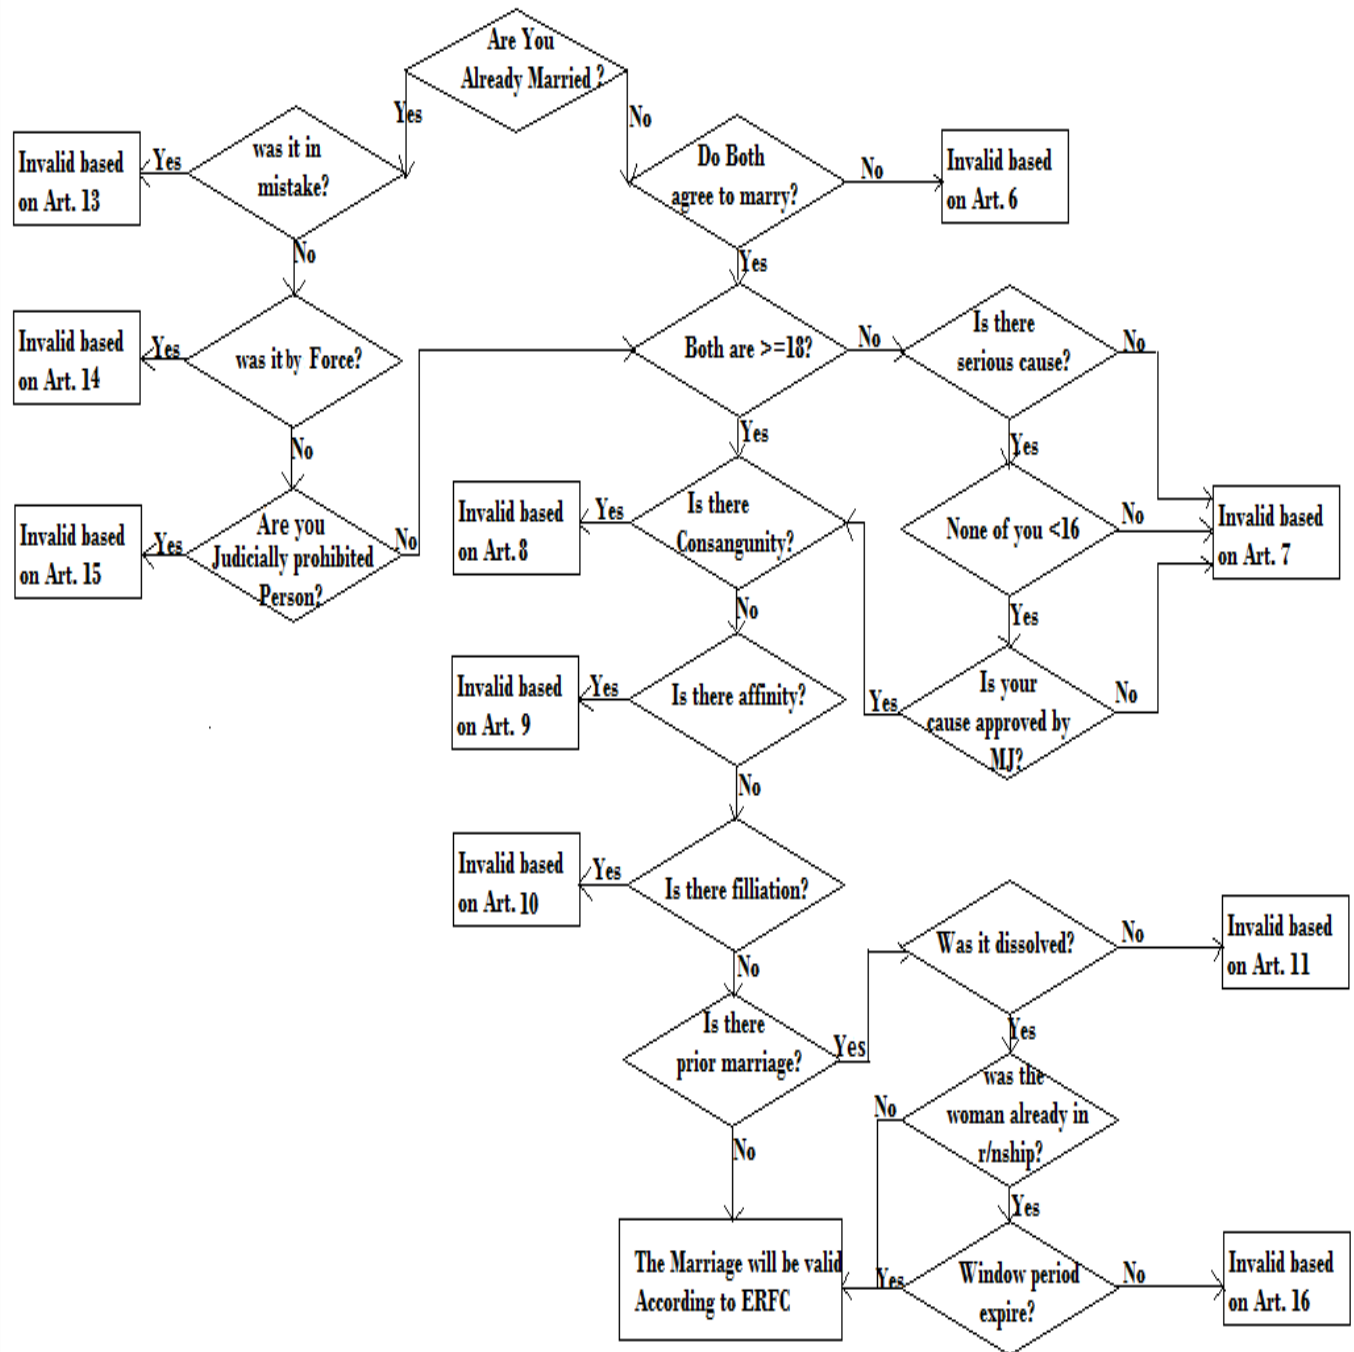 Are You
Already Married ?
Yes
No
was it in
mistake?
Yes
Invalid based
on Art. 13
No
Do Both
agree to marry?
No
Invalid based
on Art. 6
Yes
was it by Force?
Yes
Invalid based
on Art. 14
No
Both are >=18?
No
Is there
serious cause?
No
Yes
Yes
Are you
Judicially prohibited
Person?
Yes
Invalid based
on Art. 15
No
Is there
Consangunity?
Yes
Invalid based
on Art. 8
No
None of you <16
No
Invalid based
on Art. 7
Yes
Is there affinity?
Yes
Invalid based
on Art. 9
No
Is your
cause approved by
MJ?
Yes
No
Is there filliation?
Yes
Invalid based
on Art. 10
No
Is there
prior marriage?
Yes
No
Was it dissolved?
No
Invalid based
on Art. 11
Yes
was the
woman already in
r/nship?
No
Yes
Window period
expire?
Yes
No
Invalid based
on Art. 16
The Marriage will be valid
According to ERFC